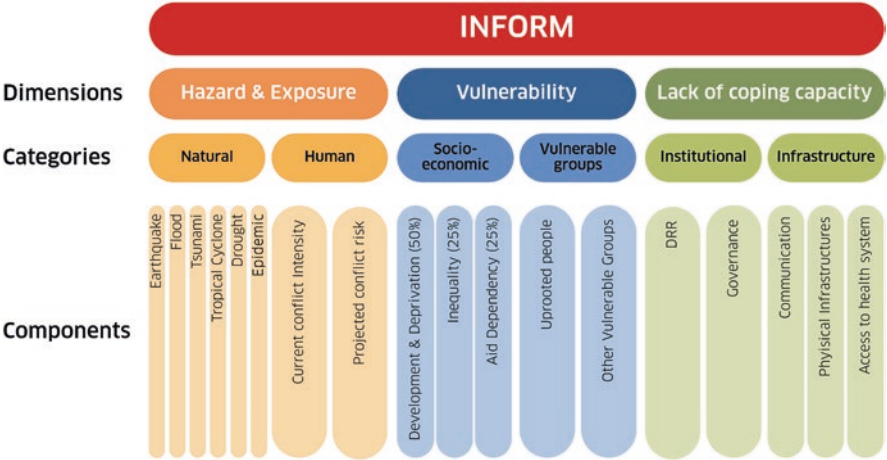 INFORM
Dimensions
Hazard & Exposure
Vulnerability
Lack of coping capacity
Categories
Natural
Human
Socio-
economic
Vulnerable
groups
Institutional
Infrastructure
Components
Earthquake
Flood
Tsunami
Tropical Cyclone
Drought
Epidemic
Current conflict Intensity
Projected conflict risk
Development & Deprivation (50%)
Inequality (25%)
Aid Dependency (25%)
Uprooted people
Other Vulnerable Groups
DRR
Governance
Communication
Phyisical Infrastructures
Access to health system